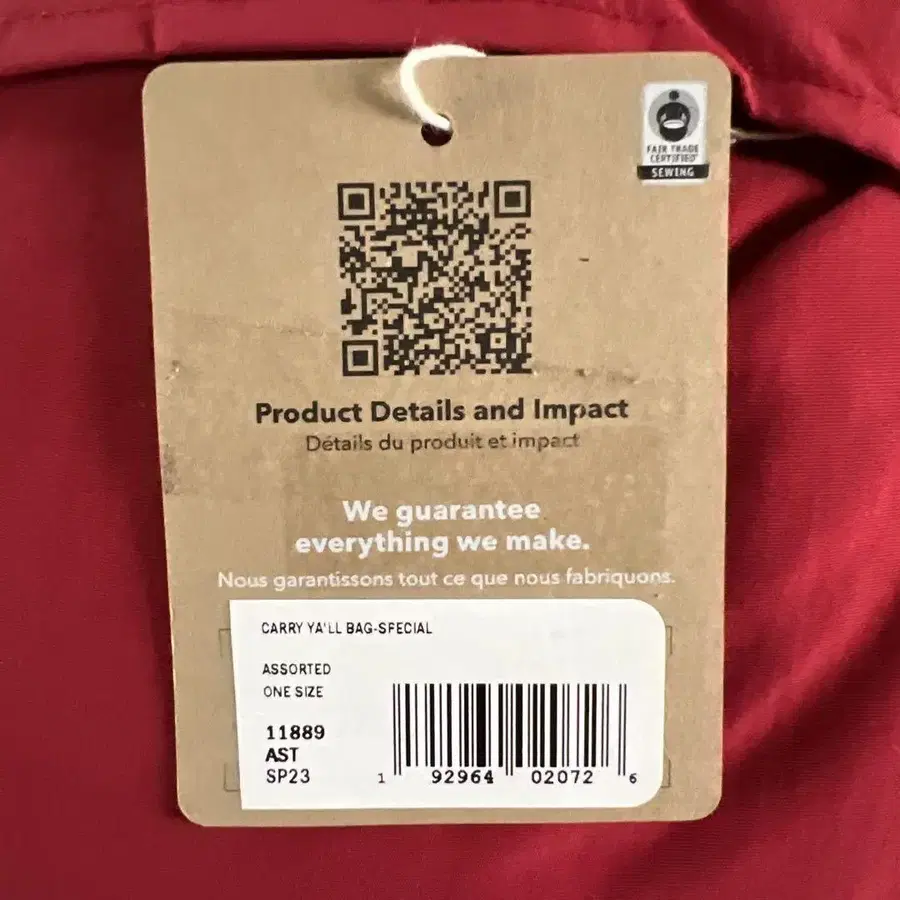 FAIR TRADE
CERTIFIED
SEWING
Product Details and Impact
Détails du produit et impact
We guarantee
everything we make.
Nous garantissons tout ce que nous fabriquons.
CARRY YA'LL BAG-SPECIAL
ASSORTED
ONE SIZE
11889
AST
SP23
1 92964 02072 6